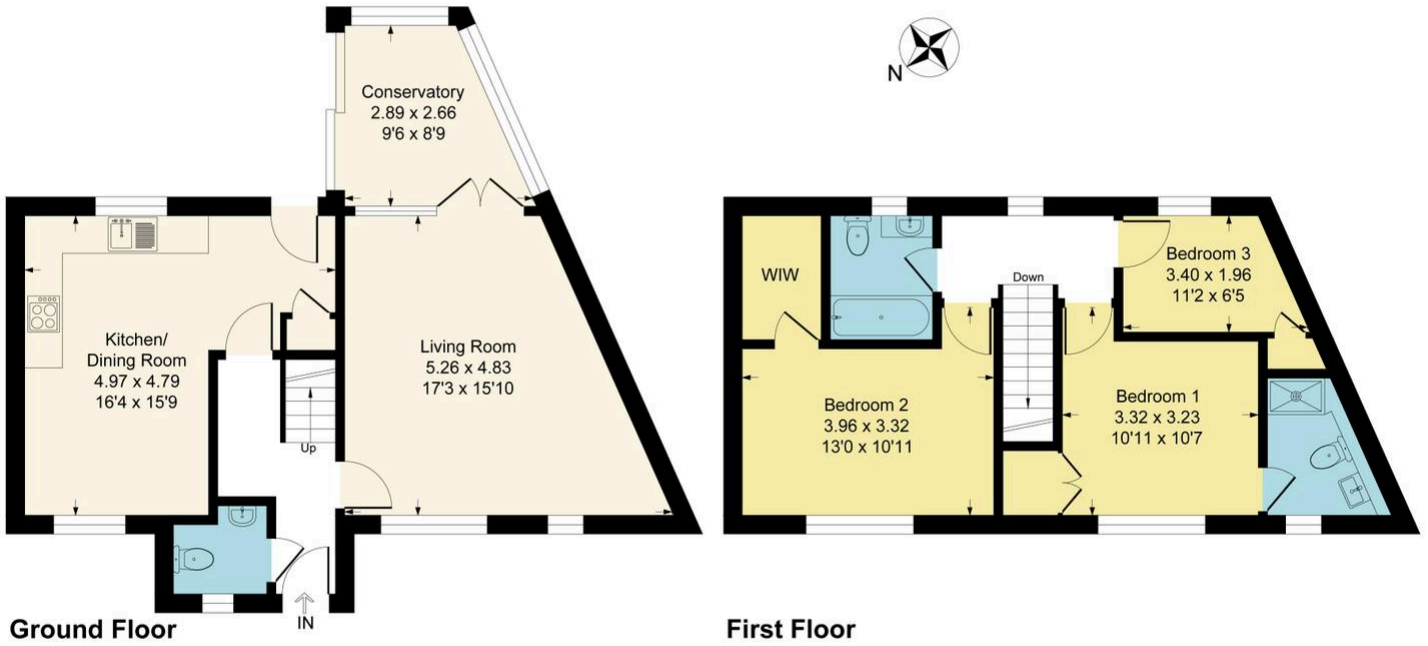 Conservatory
2.89 x 2.66
9'6 x 8'9
N
Kitchen/
Dining Room
4.97 x 4.79
16'4 x 15'9
Living Room
5.26 x 4.83
17'3 x 15'10
Up
IN
Ground Floor
WIW
Down
Bedroom 3
3.40 x 1.96
11'2 x 6'5
Bedroom 2
3.96 x 3.32
13'0 x 10'11
Bedroom 1
3.32 x 3.23
10'11 x 10'7
First Floor